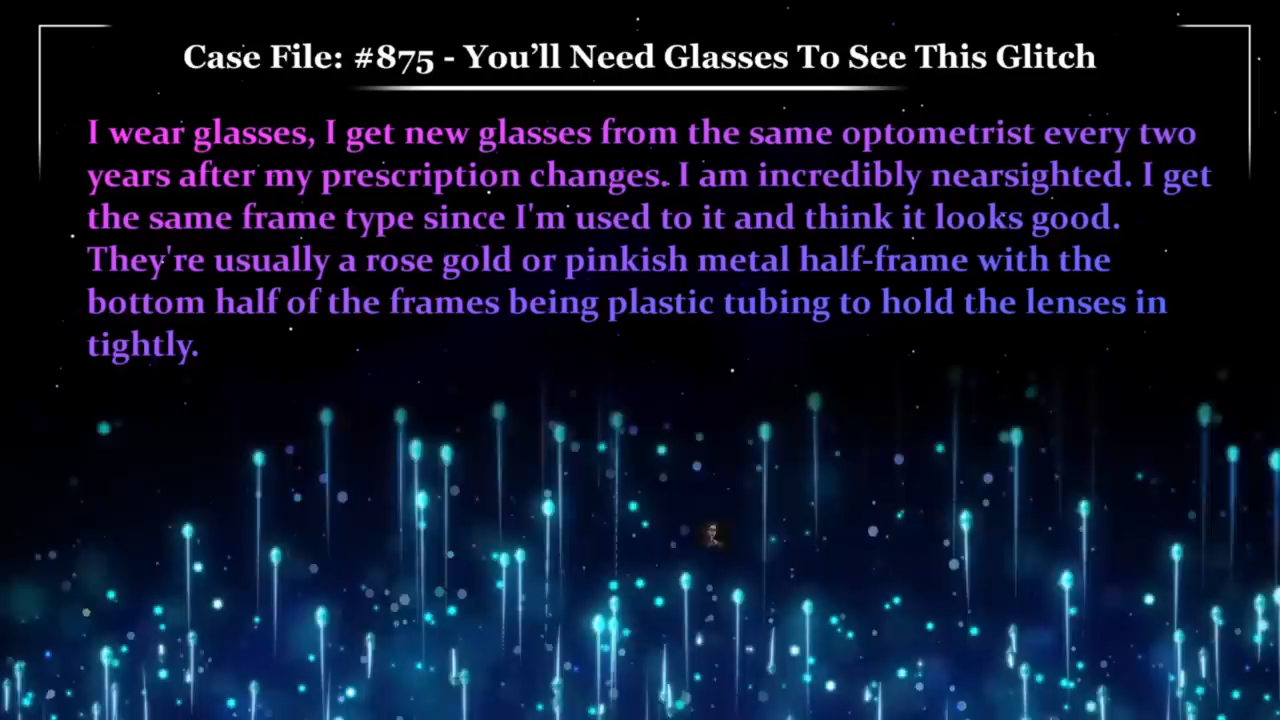 Case File: #875 - You’ll Need Glasses To See This Glitch
I wear glasses, I get new glasses from the same optometrist every two
years after my prescription changes. I am incredibly nearsighted. I get
the same frame type since I'm used to it and think it looks good.
They're usually a rose gold or pinkish metal half-frame with the
bottom half of the frames being plastic tubing to hold the lenses in
tightly.